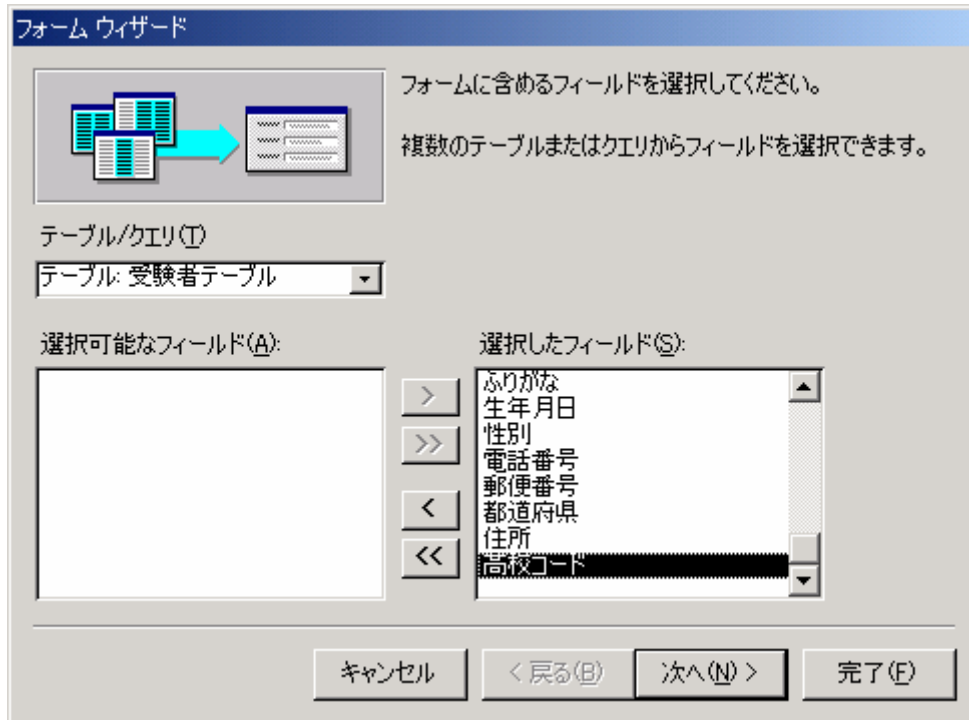 フォーム ウィザード
フォームに含めるフィールドを選択してください。
複数のテーブルまたはクエリからフィールドを選択できます。
テーブル/クエリ(T)
テーブル: 受験者テーブル
選択可能なフィールド(A):
選択したフィールド(S):
>
>>
<
<<
ふりがな
生年月日
性別
電話番号
郵便番号
都道府県
住所
高校コード
キャンセル
< 戻る(B)
次へ(N) >
完了(F)